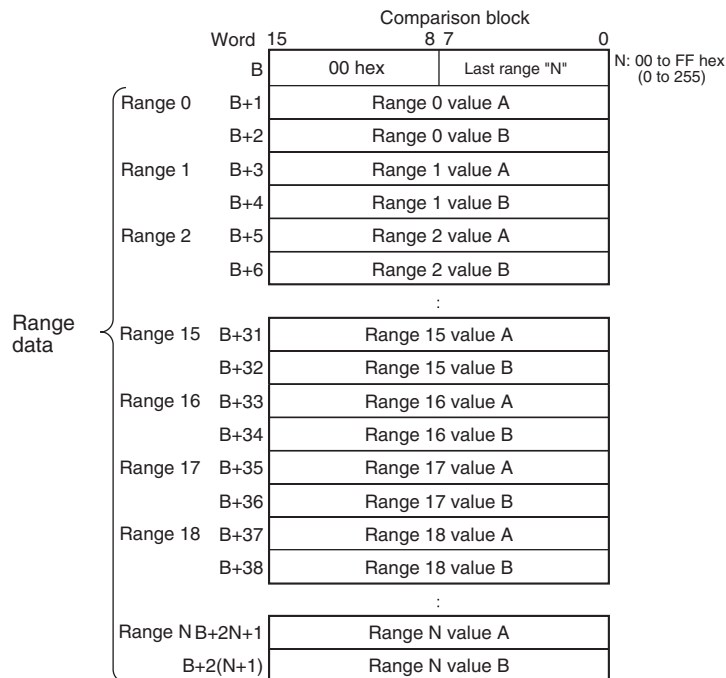 Comparison block
Word 15 8 7 0
B 00 hex Last range "N" N: 00 to FF hex
(0 to 255)
Range 0 B+1 Range 0 value A
B+2 Range 0 value B
Range 1 B+3 Range 1 value A
B+4 Range 1 value B
Range 2 B+5 Range 2 value A
B+6 Range 2 value B
:
Range data
Range 15 B+31 Range 15 value A
B+32 Range 15 value B
Range 16 B+33 Range 16 value A
B+34 Range 16 value B
Range 17 B+35 Range 17 value A
B+36 Range 17 value B
Range 18 B+37 Range 18 value A
B+38 Range 18 value B
:
Range N B+2N+1 Range N value A
B+2(N+1) Range N value B